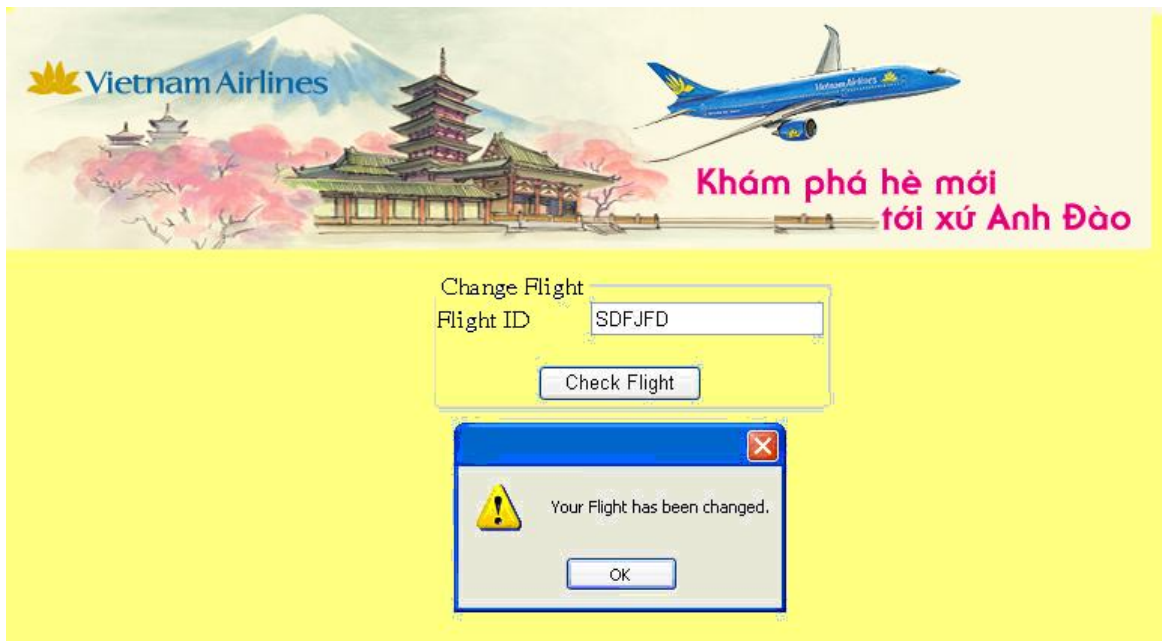 Vietnam Airlines
Khám phá hè mới
tới xứ Anh Đào
Change Flight
Flight ID SDFJFD
Check Flight
Your Flight has been changed.
OK